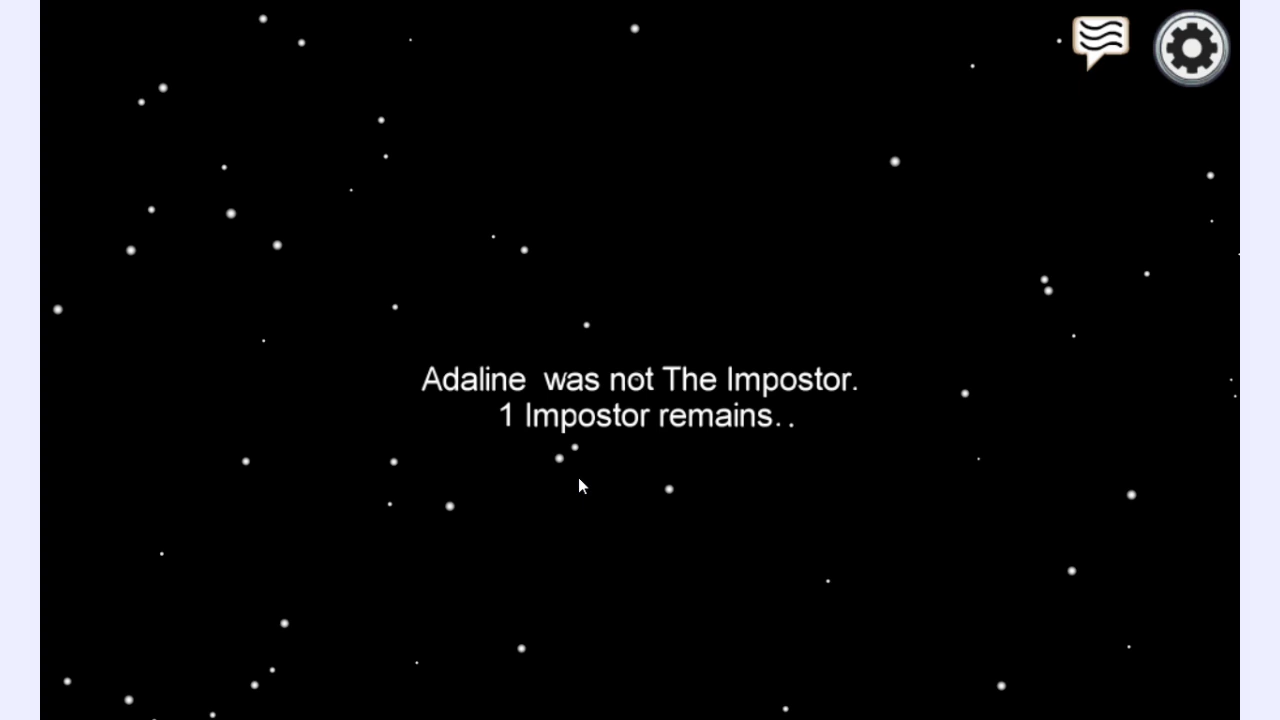 Adaline  was not The Impostor.
1 Impostor remains. .